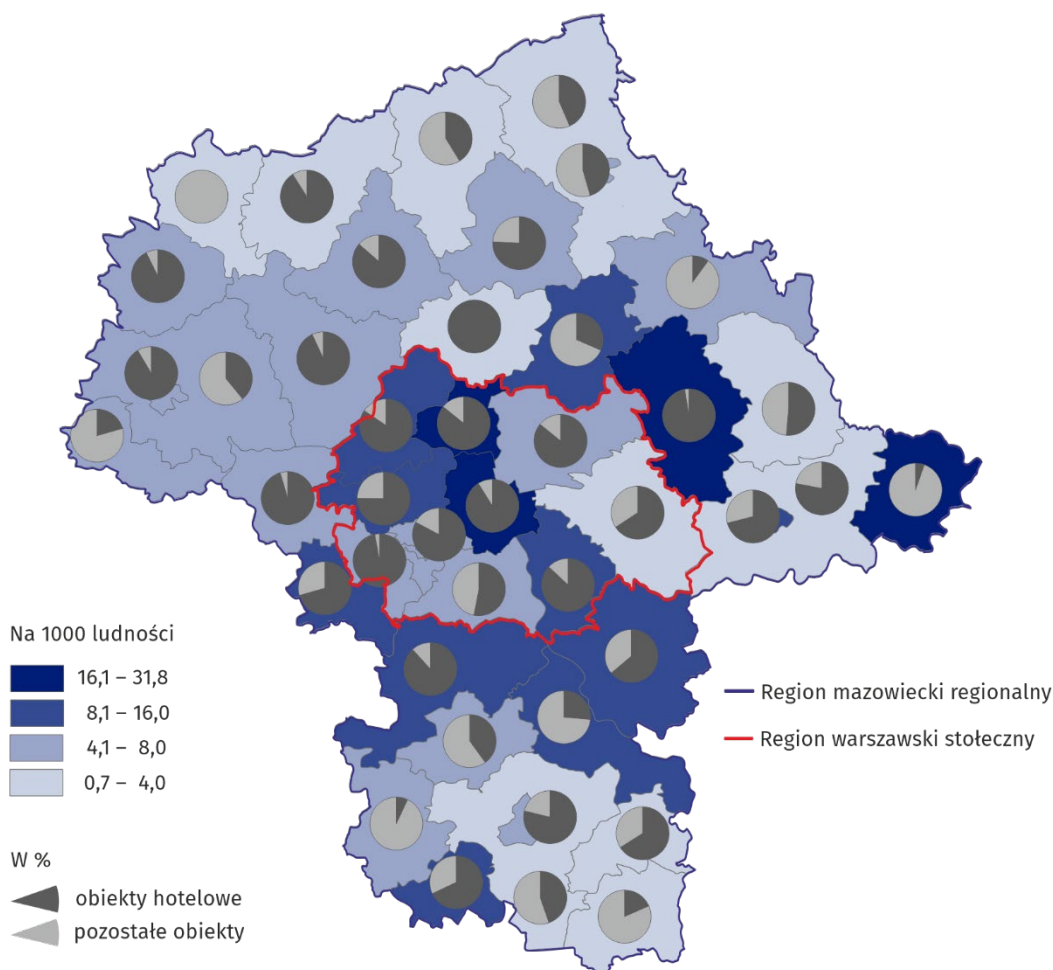 Na 1000 ludności
16,1 – 31,8
8,1 – 16,0
4,1 – 8,0
0,7 – 4,0
W %
obiekty hotelowe
pozostałe obiekty
Region mazowiecki regionalny
Region warszawski stołeczny